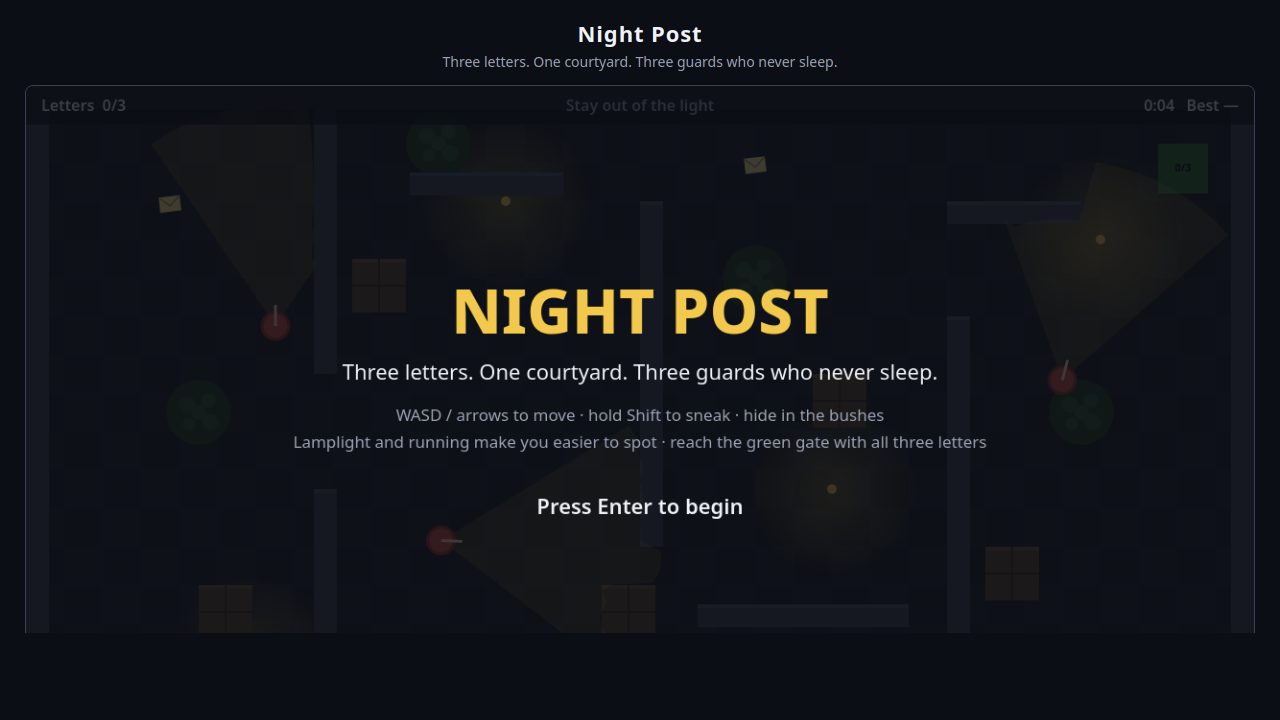 Night Post
Three letters. One courtyard. Three guards who never sleep.
Letters 0/3
Stay out of the light
0:04 Best —
0/3
NIGHT POST
Three letters. One courtyard. Three guards who never sleep.
WASD / arrows to move · hold Shift to sneak · hide in the bushes
Lamplight and running make you easier to spot · reach the green gate with all three letters
Press Enter to begin